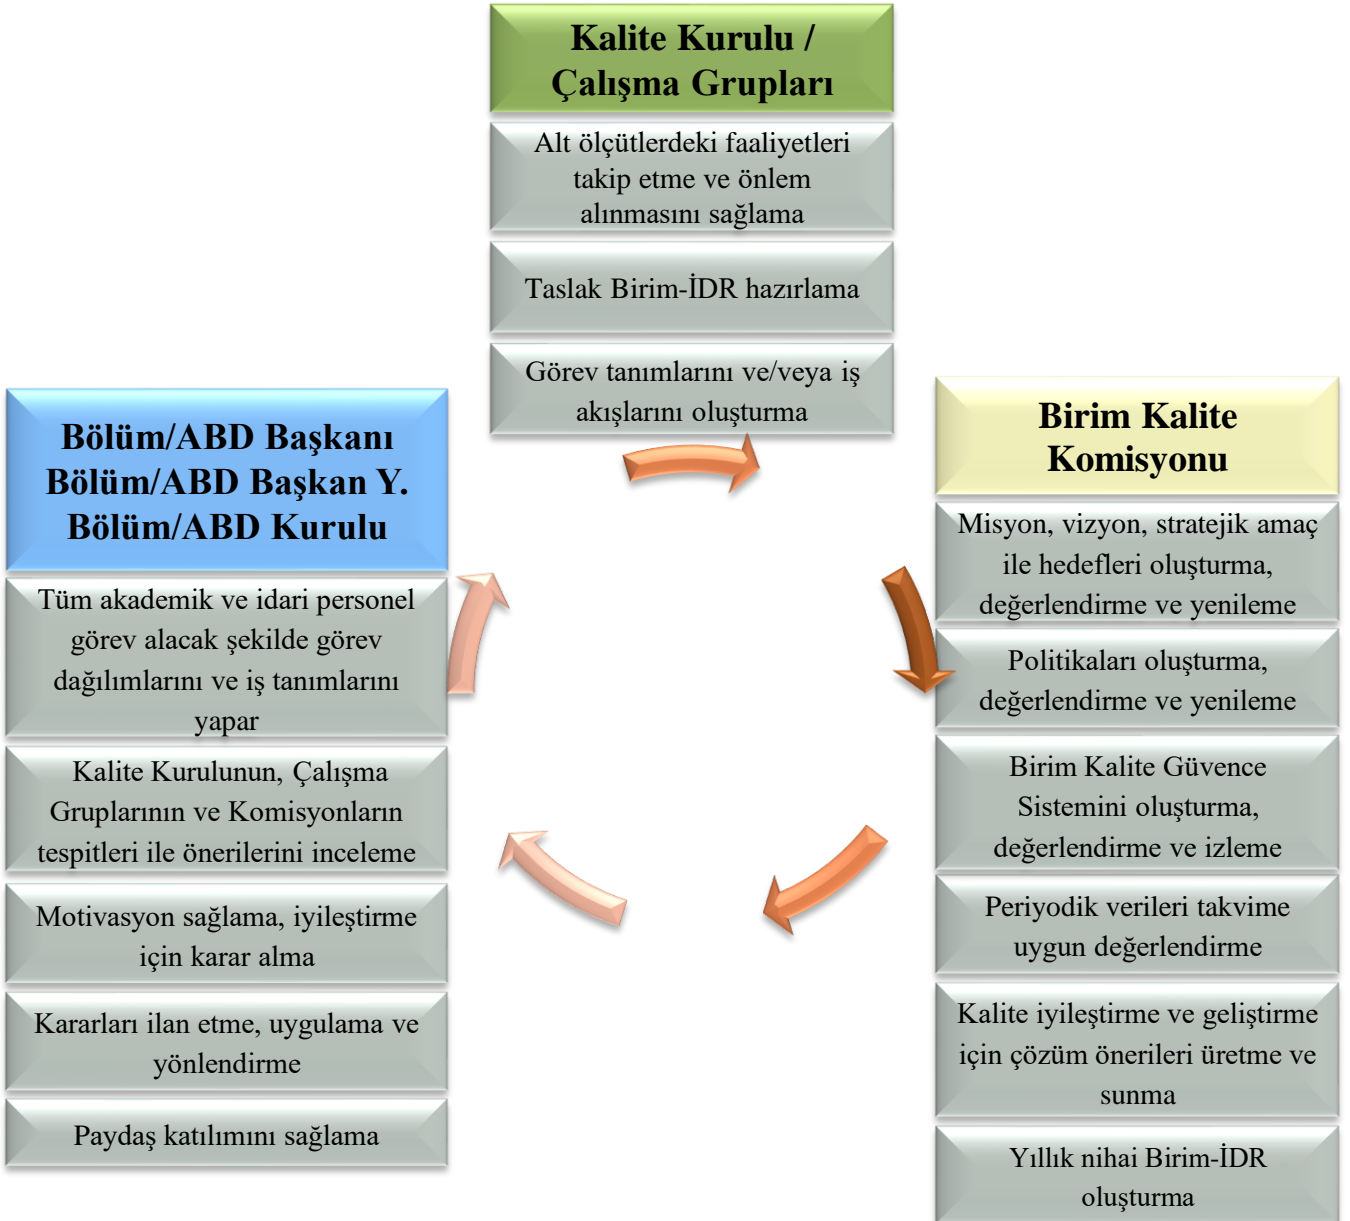 Kalite Kurulu /
Çalışma Grupları
Alt ölçütlerdeki faaliyetleri
takip etme ve önlem
alınmasını sağlama
Taslak Birim-İDR hazırlama
Görev tanımlarını ve/veya iş
akışlarını oluşturma
Birim Kalite
Komisyonu
Misyon, vizyon, stratejik amaç
ile hedefleri oluşturma,
değerlendirme ve yenileme
Politikaları oluşturma,
değerlendirme ve yenileme
Birim Kalite Güvence
Sistemini oluşturma,
değerlendirme ve izleme
Periyodik verileri takvime
uygun değerlendirme
Kalite iyileştirme ve geliştirme
için çözüm önerileri üretme ve
sunma
Yıllık nihai Birim-İDR
oluşturma
Bölüm/ABD Başkanı
Bölüm/ABD Başkan Y.
Bölüm/ABD Kurulu
Tüm akademik ve idari personel
görev alacak şekilde görev
dağılımlarını ve iş tanımlarını
yapar
Kalite Kurulunun, Çalışma
Gruplarının ve Komisyonların
tespitleri ile önerilerini inceleme
Motivasyon sağlama, iyileştirme
için karar alma
Kararları ilan etme, uygulama ve
yönlendirme
Paydaş katılımını sağlama